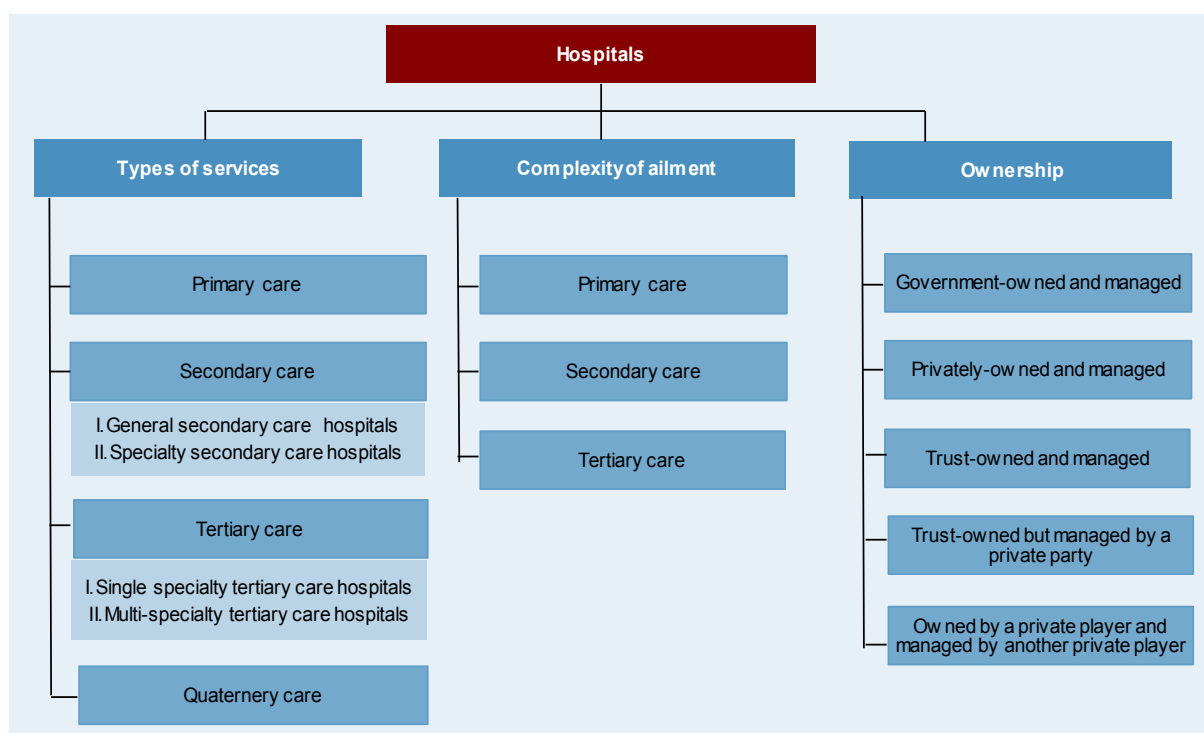 Hospitals
Types of services
Primary care
Secondary care
I. General secondary care hospitals
II. Specialty secondary care hospitals
Tertiary care
I. Single specialty tertiary care hospitals
II. Multi-specialty tertiary care hospitals
Quaternery care
Complexity of ailment
Primary care
Secondary care
Tertiary care
Ownership
Government-owned and managed
Privately-owned and managed
Trust-owned and managed
Trust-owned but managed by a
private party
Owned by a private player and
managed by another private player